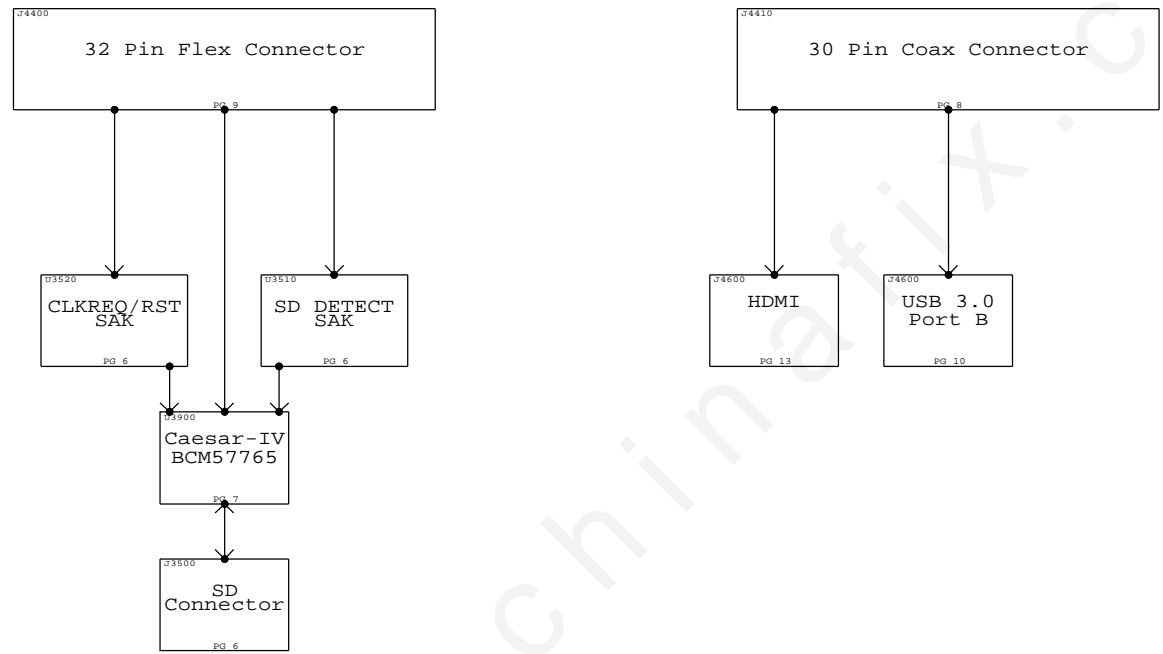 J4400
32 Pin Flex Connector
PG 9
J4410
30 Pin Coax Connector
PG 8
U3520
CLKREQ/RST
SAK
PG 6
U3510
SD DETECT
SAK
PG 6
J4600
HDMI
PG 13
J4600
USB 3.0
Port B
PG 10
U3900
Caesar-IV
BCM57765
PG 7
J3500
SD
Connector
PG 6
chinafix.c